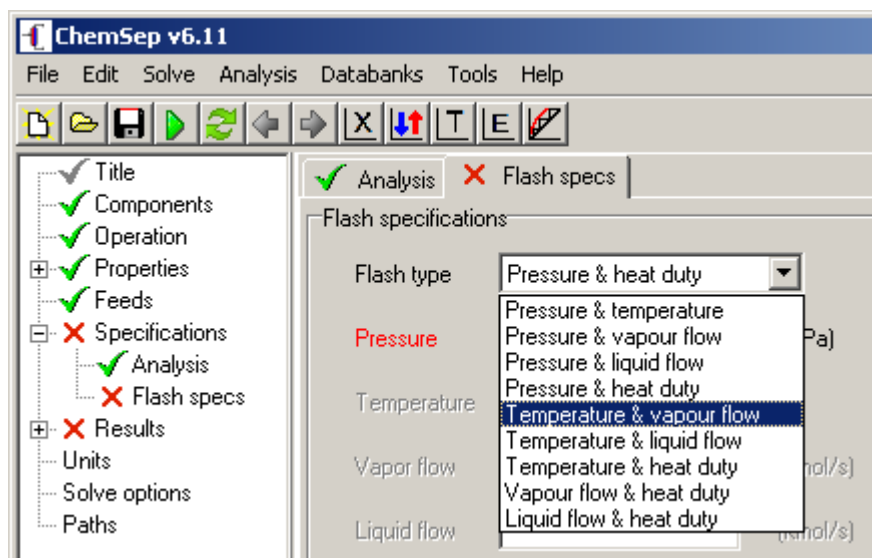 ChemSep v6.11
File Edit Solve Analysis Databanks Tools Help
X T E
Title
Components
Operation
Properties
Feeds
Specifications
Analysis
Flash specs
Results
Units
Solve options
Paths
Analysis Flash specs
Flash specifications
Flash type Pressure & heat duty
Pressure & temperature
Pressure & vapour flow
Pressure & liquid flow
Pressure & heat duty
Temperature & vapour flow
Temperature & liquid flow
Temperature & heat duty
Vapour flow & heat duty
Liquid flow & heat duty
Pressure Pa)
Temperature
Vapor flow mol/s)
Liquid flow